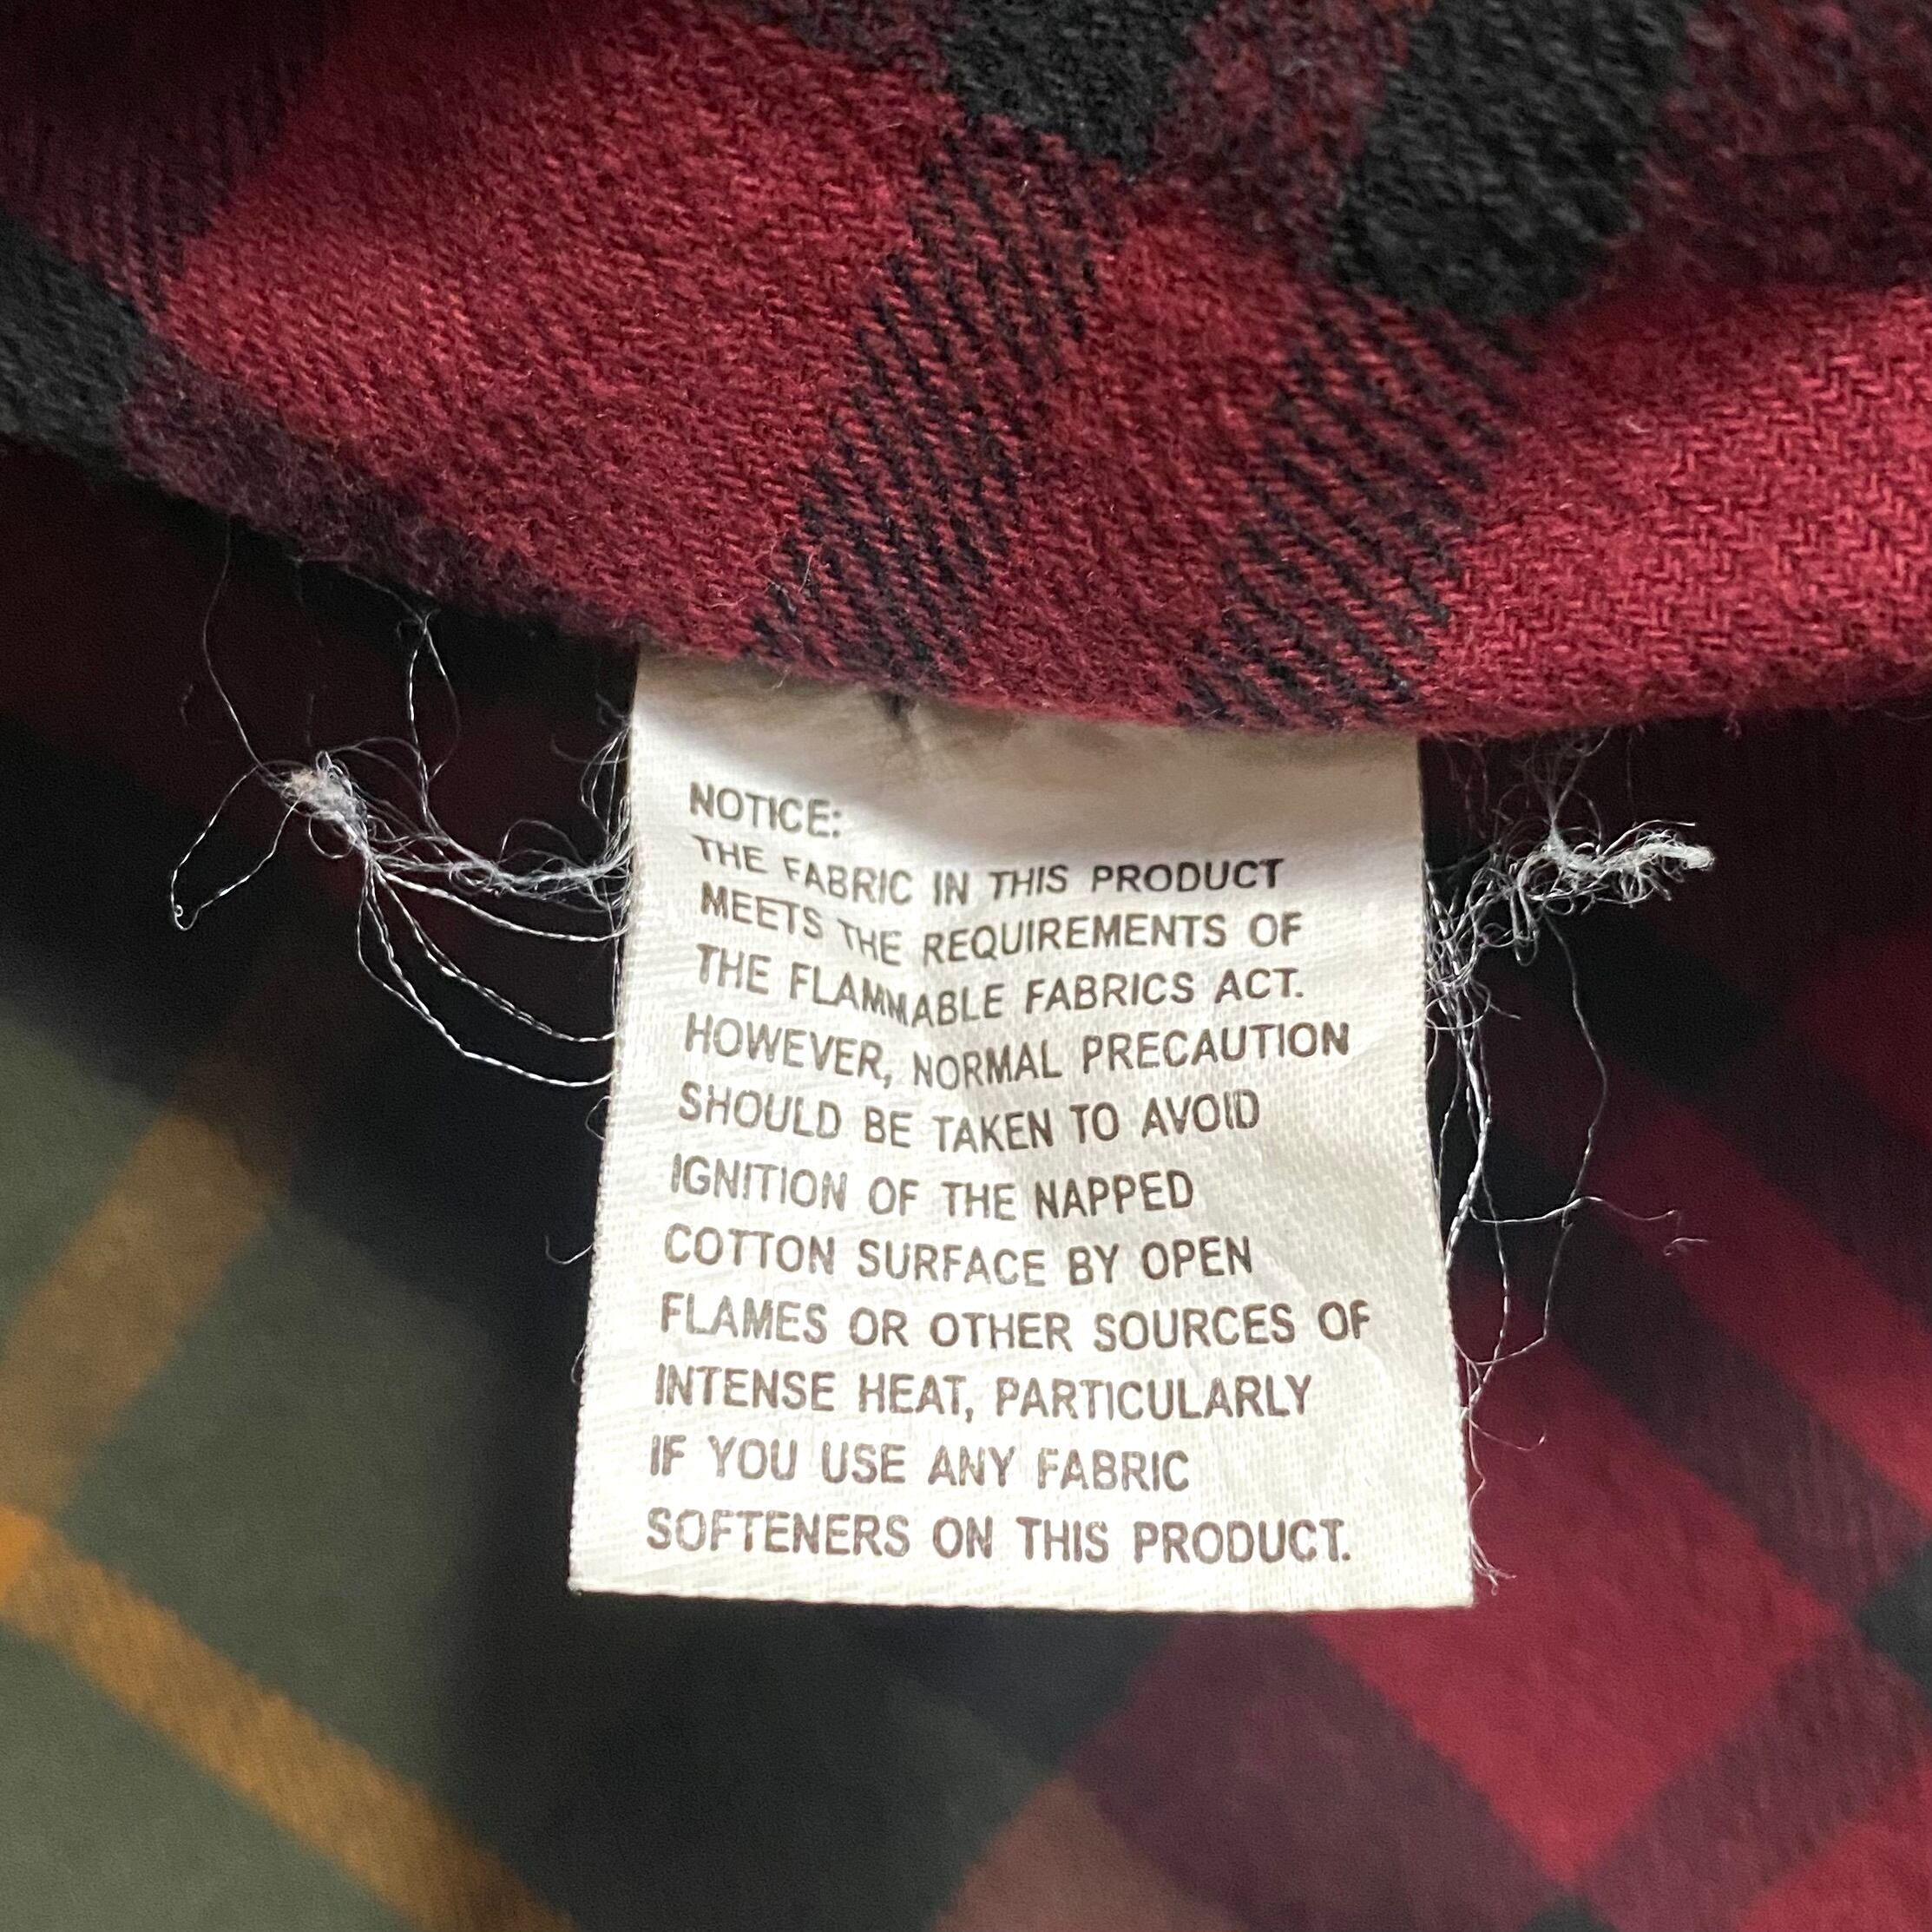 NOTICE:
THE FABRIC IN THIS PRODUCT
MEETS THE REQUIREMENTS OF
THE FLAMMABLE FABRICS ACT.
HOWEVER, NORMAL PRECAUTION
SHOULD BE TAKEN TO AVOID
IGNITION OF THE NAPPED
COTTON SURFACE BY OPEN
FLAMES OR OTHER SOURCES OF
INTENSE HEAT, PARTICULARLY
IF YOU USE ANY FABRIC
SOFTENERS ON THIS PRODUCT.